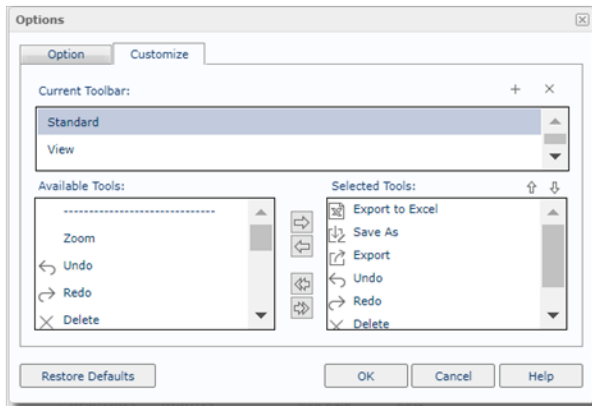 Options
Option Customize
Current Toolbar:
Standard
View
Available Tools: Selected Tools:
------------------------------
Zoom
Undo
Redo
Delete
Export to Excel
Save As
Export
Undo
Redo
Delete
Restore Defaults OK Cancel Help